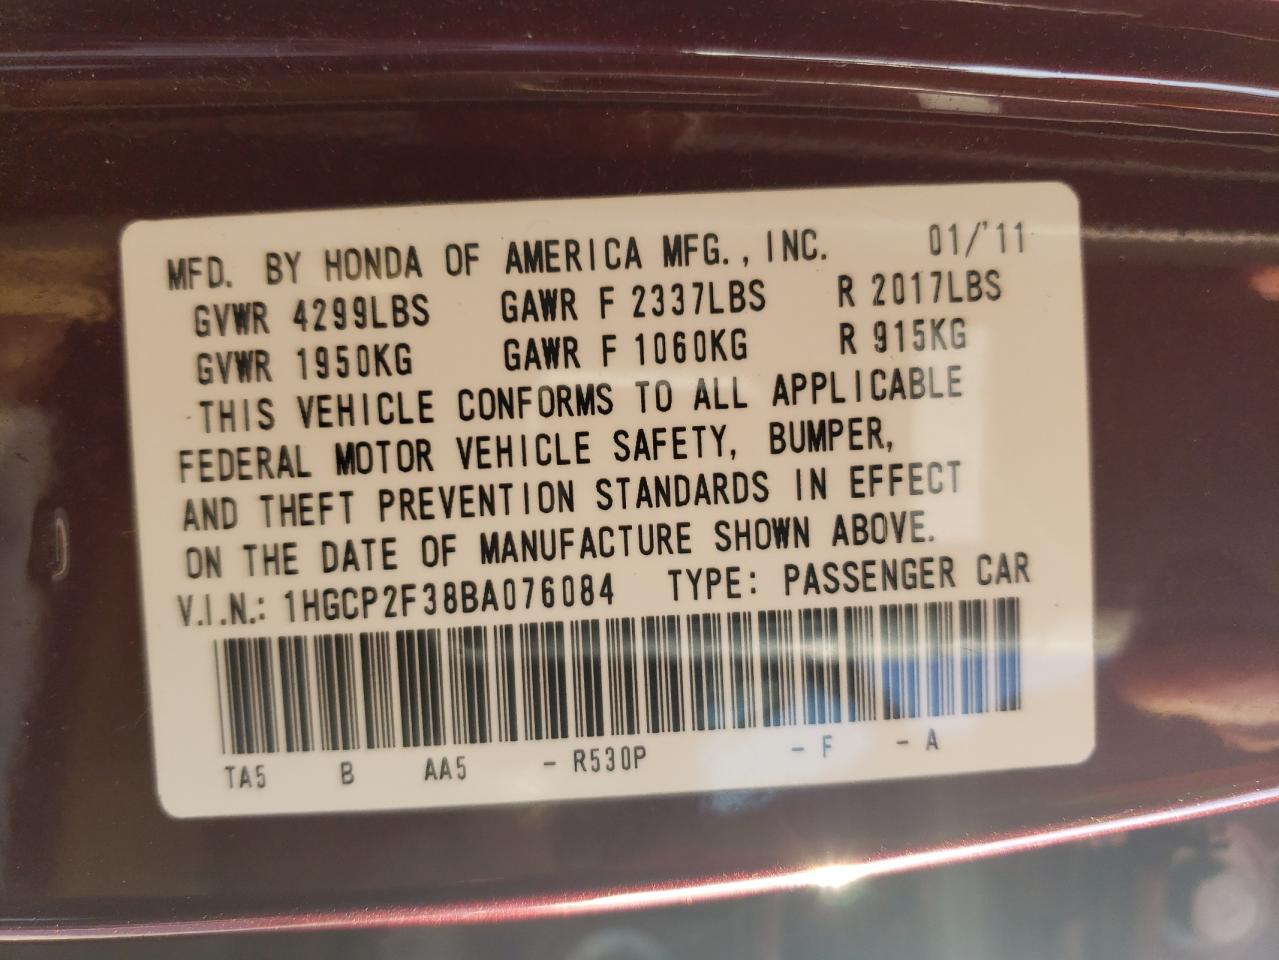 MFD. BY HONDA OF AMERICA MFG., INC. 01/'11
GVWR 4299LBS GAWR F 2337LBS R 2017LBS
GVWR 1950KG GAWR F 1060KG R 915KG
THIS VEHICLE CONFORMS TO ALL APPLICABLE
FEDERAL MOTOR VEHICLE SAFETY, BUMPER,
AND THEFT PREVENTION STANDARDS IN EFFECT
ON THE DATE OF MANUFACTURE SHOWN ABOVE.
V.I.N.: 1HGCP2F38BA076084 TYPE: PASSENGER CAR
TA5 B AA5 - R530P - F - A